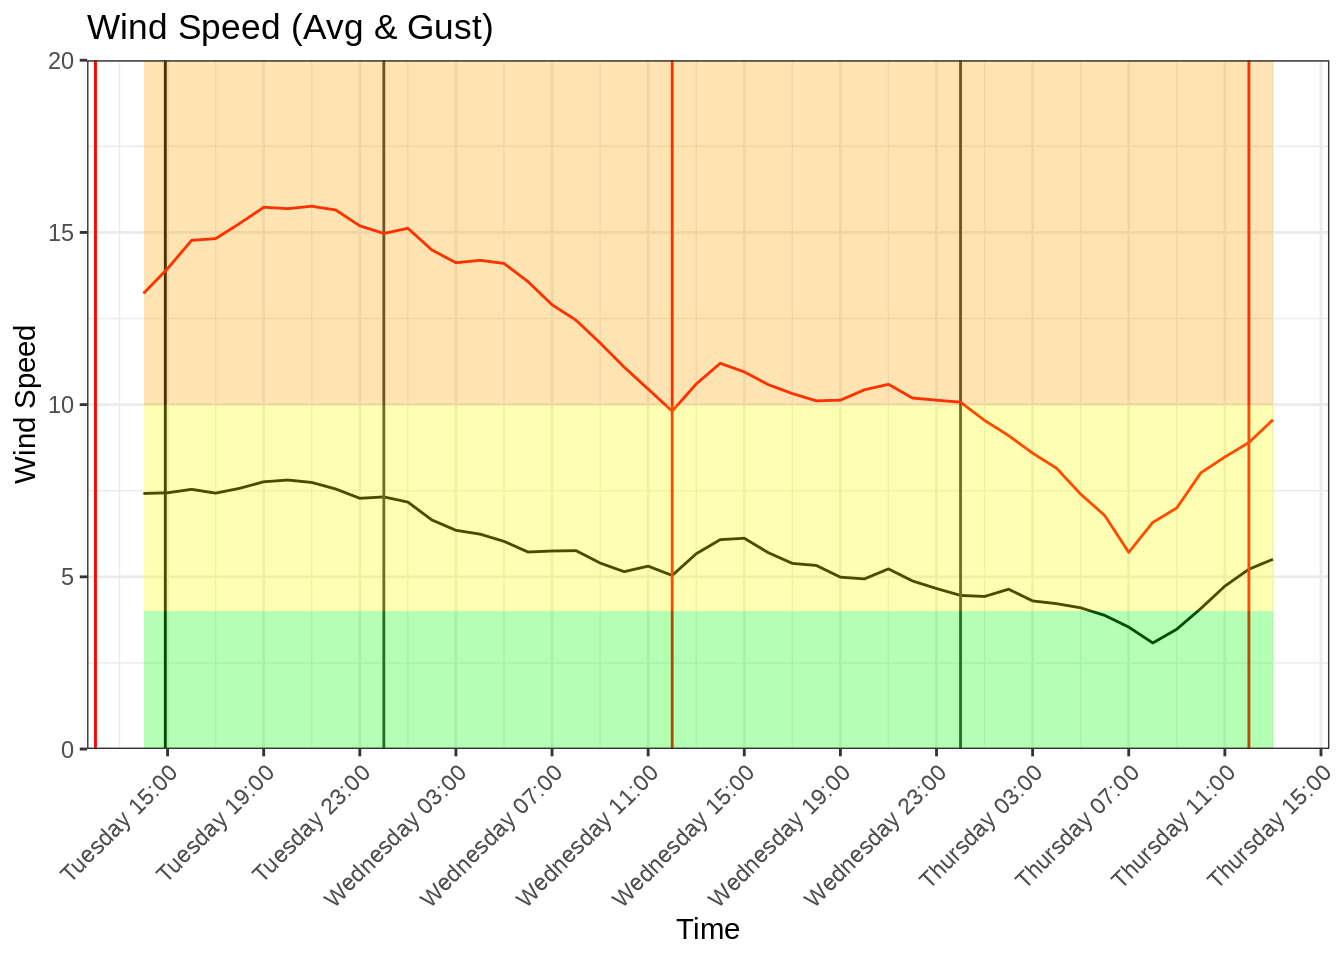 Wind Speed (Avg & Gust)
20
15
10
5
0
Wind Speed
Tuesday 15:00
Tuesday 19:00
Tuesday 23:00
Wednesday 03:00
Wednesday 07:00
Wednesday 11:00
Wednesday 15:00
Wednesday 19:00
Wednesday 23:00
Thursday 03:00
Thursday 07:00
Thursday 11:00
Thursday 15:00
Time